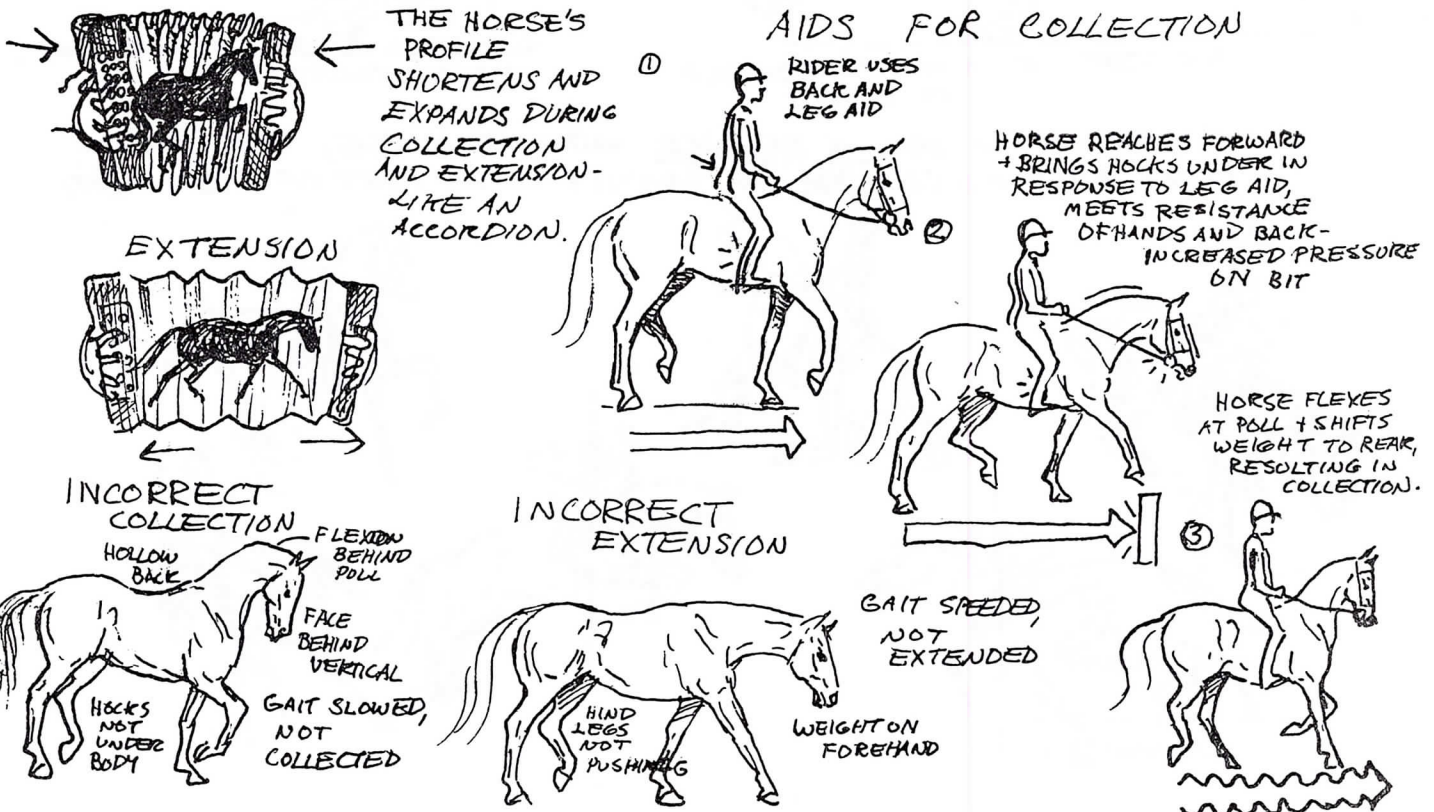 THE HORSE'S
PROFILE
SHORTENS AND
EXPANDS DURING
COLLECTION
AND EXTENSION-
LIKE AN
ACCORDION.
EXTENSION
AIDS FOR COLLECTION
①
RIDER USES
BACK AND
LEG AID
②
HORSE REACHES FORWARD
+ BRINGS HOCKS UNDER IN
RESPONSE TO LEG AID,
MEETS RESISTANCE
OF HANDS AND BACK-
INCREASED PRESSURE
ON BIT
③
HORSE FLEXES
AT POLL + SHIFTS
WEIGHT TO REAR,
RESULTING IN
COLLECTION.
INCORRECT
COLLECTION
HOLLOW
BACK
FLEXION
BEHIND
POLL
FACE
BEHIND
VERTICAL
HOCKS
NOT
UNDER
BODY
GAIT SLOWED,
NOT
COLLECTED
INCORRECT
EXTENSION
HIND
LEGS
NOT
PUSHING
GAIT SPEEDED,
NOT
EXTENDED
WEIGHT ON
FOREHAND